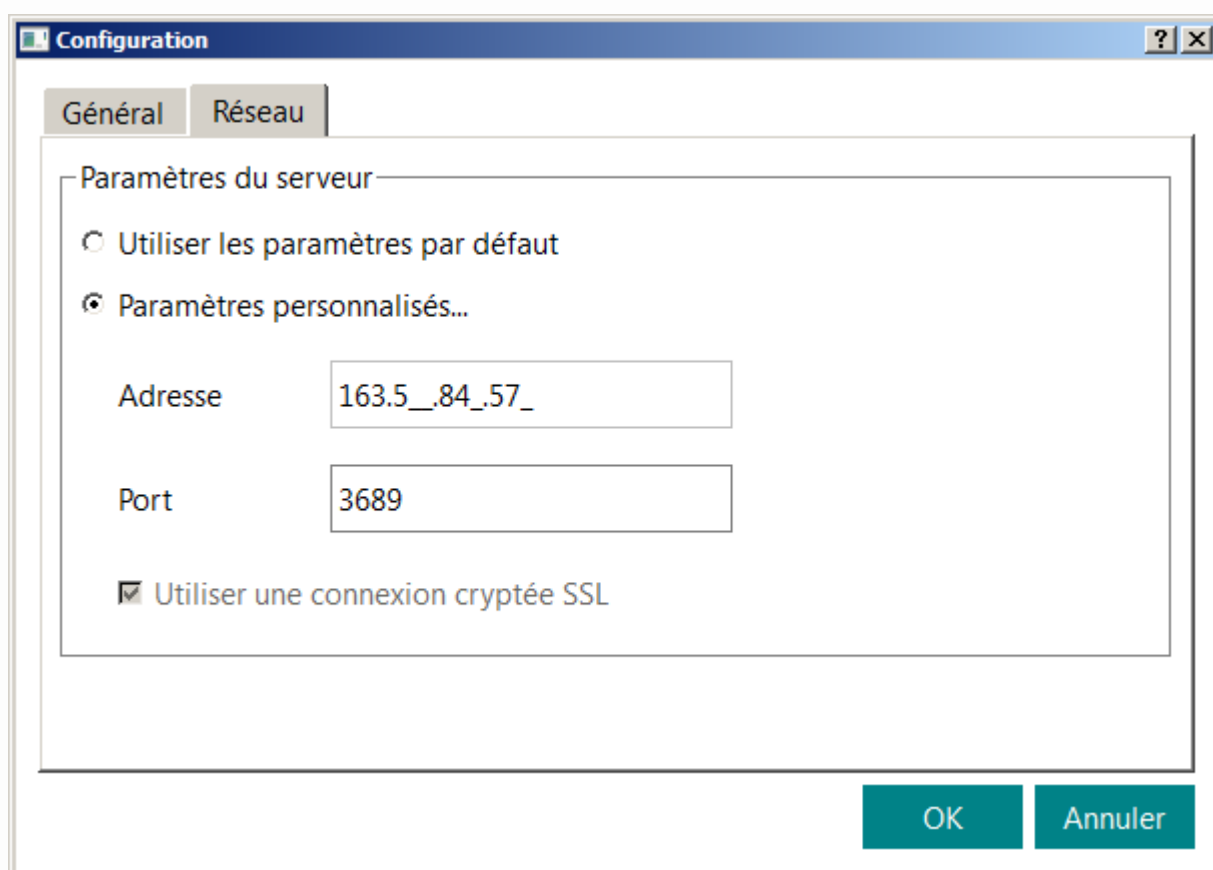 Configuration
Général Réseau
Paramètres du serveur
Utiliser les paramètres par défaut
Paramètres personnalisés...
Adresse 163.5__.84_.57_
Port 3689
Utiliser une connexion cryptée SSL
OK Annuler